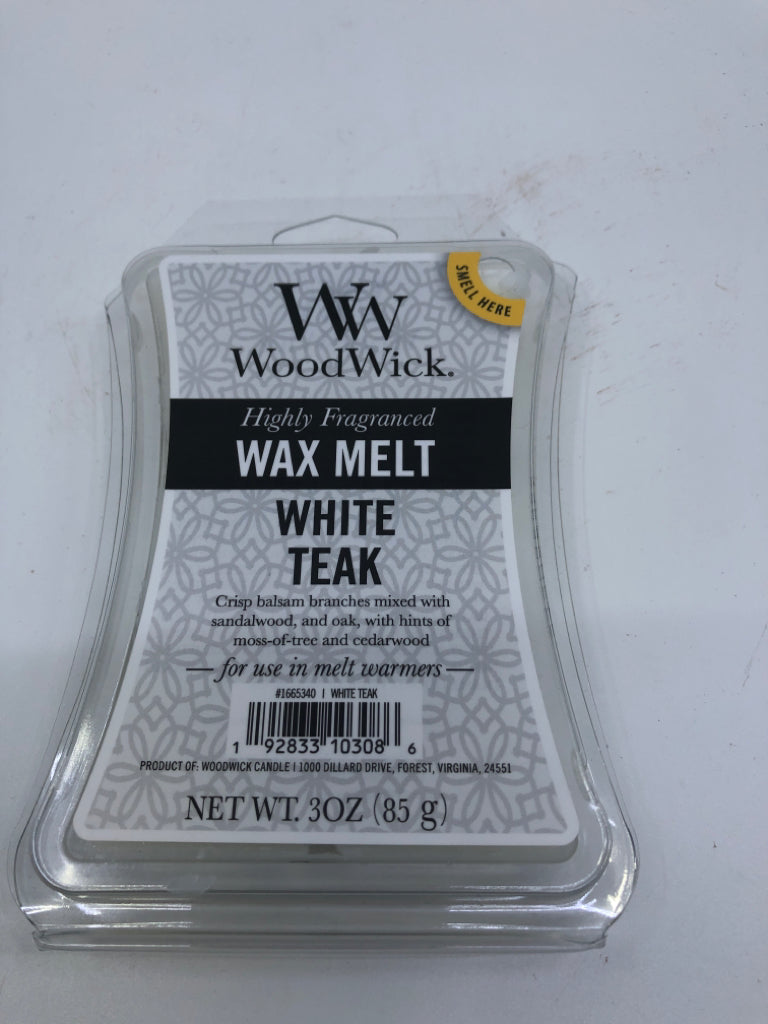 WW
WoodWick.
SMELL HERE
Highly Fragranced
WAX MELT
WHITE
TEAK
Crisp balsam branches mixed with
sandalwood, and oak, with hints of
moss-of-tree and cedarwood
— for use in melt warmers —
#1665340 | WHITE TEAK
1 92833 10308 6
PRODUCT OF: WOODWICK CANDLE | 1000 DILLARD DRIVE, FOREST, VIRGINIA, 24551
NET WT. 3OZ (85 g)